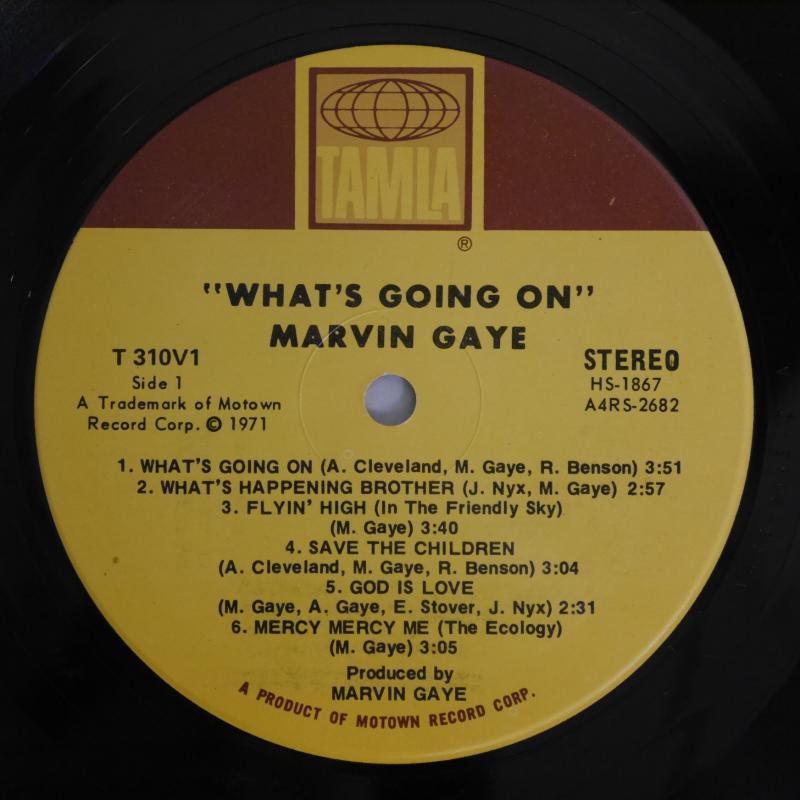 TAMLA
®
"WHAT'S GOING ON"
MARVIN GAYE
T 310V1
Side 1
A Trademark of Motown
Record Corp. © 1971
STEREO
HS-1867
A4RS-2682
1. WHAT'S GOING ON (A. Cleveland, M. Gaye, R. Benson) 3:51
2. WHAT'S HAPPENING BROTHER (J. Nyx, M. Gaye) 2:57
3. FLYIN' HIGH (In The Friendly Sky)
(M. Gaye) 3:40
4. SAVE THE CHILDREN
(A. Cleveland, M. Gaye, R. Benson) 3:04
5. GOD IS LOVE
(M. Gaye, A. Gaye, E. Stover, J. Nyx) 2:31
6. MERCY MERCY ME (The Ecology)
(M. Gaye) 3:05
Produced by
MARVIN GAYE
A PRODUCT OF MOTOWN RECORD CORP.